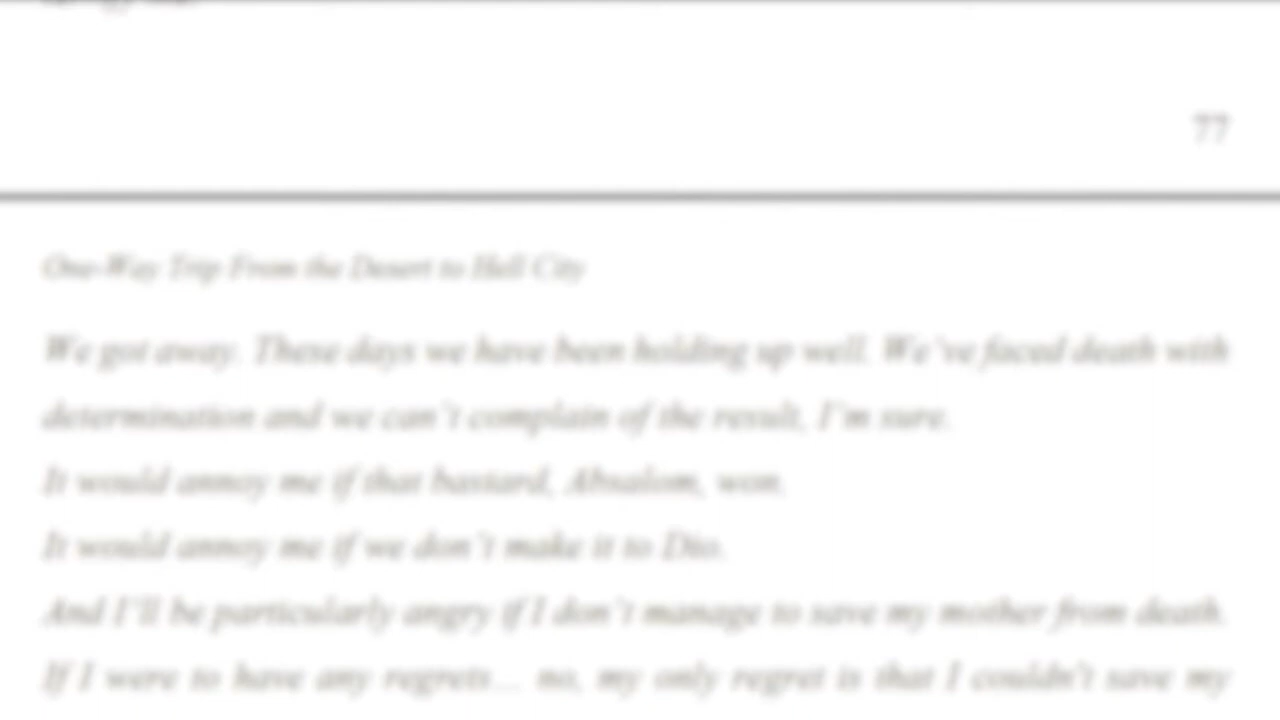 77
One-Way Trip From the Desert to Hell City
We got away. These days we have been holding up well. We've faced death with
determination and we can't complain of the result, I'm sure.
It would annoy me if that bastard, Absalom, won.
It would annoy me if we don't make it to Dio.
And I'll be particularly angry if I don't manage to save my mother from death.
If I were to have any regrets... no, my only regret is that I couldn't save my